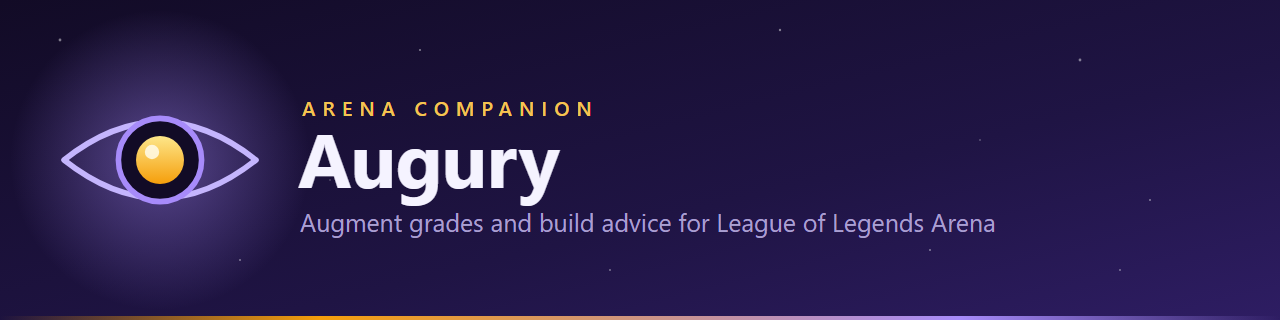 ARENA COMPANION
Augury
Augment grades and build advice for League of Legends Arena